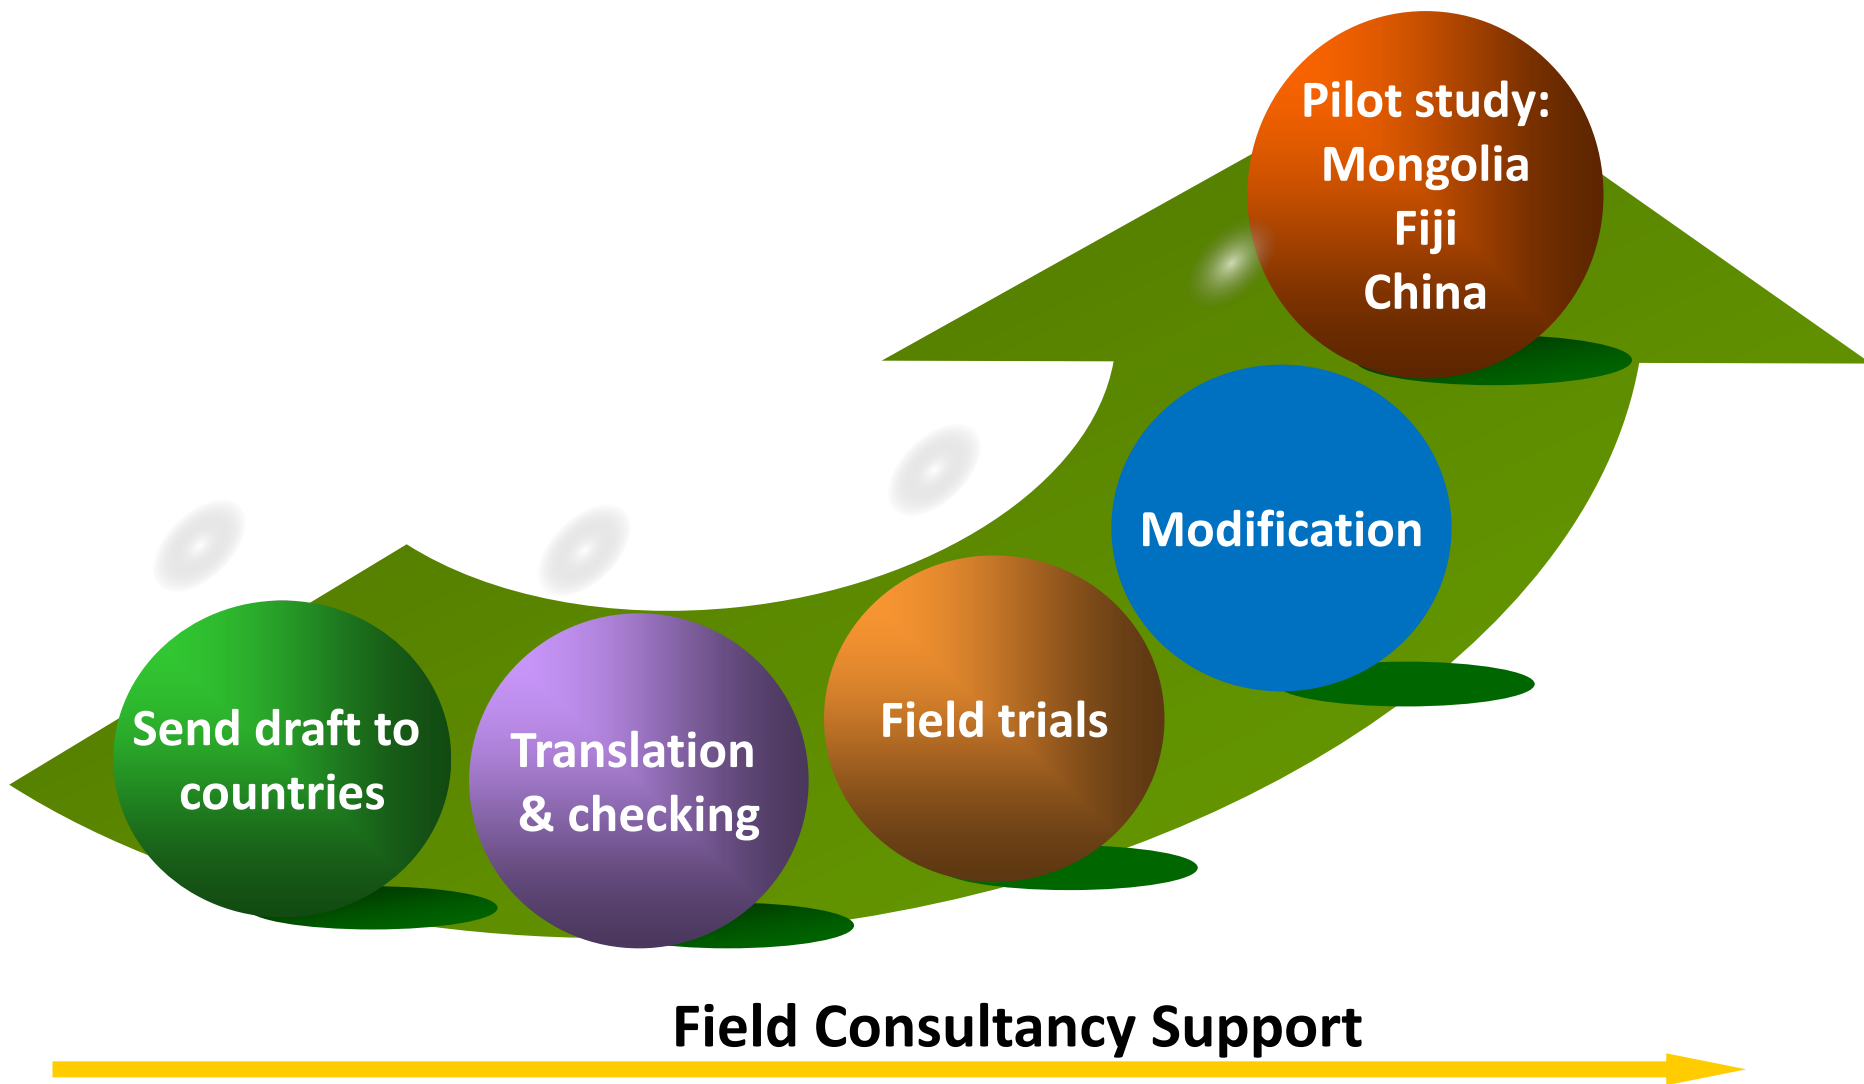 Send draft to
countries
Translation
& checking
Field trials
Modification
Pilot study:
Mongolia
Fiji
China
Field Consultancy Support